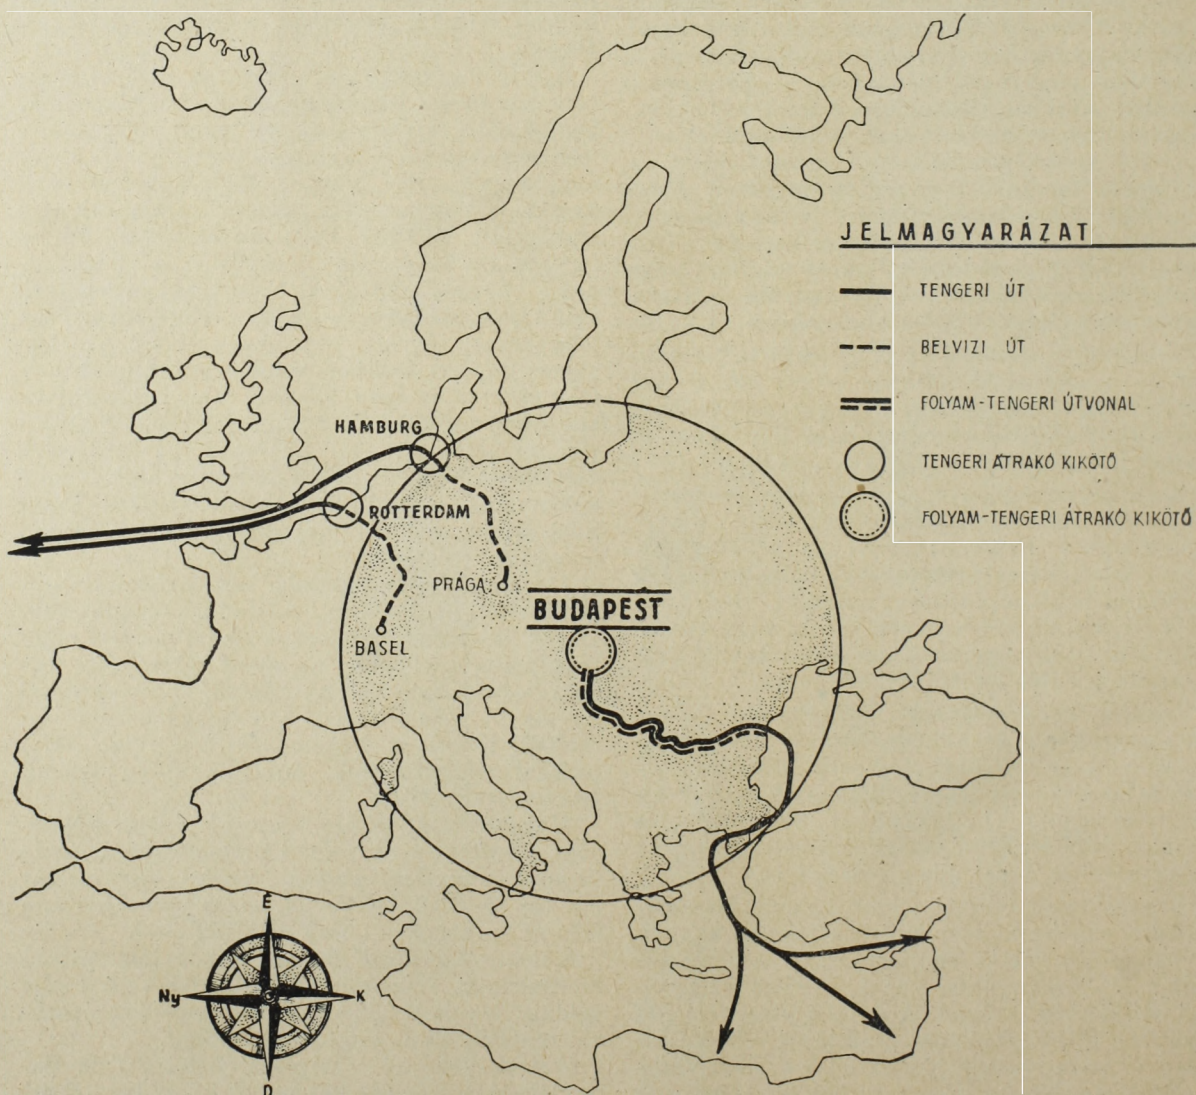 JELMAGYARÁZAT
TENGERI ÚT
BELVIZI ÚT
FOLYAM-TENGERI ÚTVONAL
TENGERI ÁTRAKÓ KIKÖTŐ
FOLYAM-TENGERI ÁTRAKÓ KIKÖTŐ
HAMBURG
ROTTERDAM
PRÁGA
BUDAPEST
BASEL
É
Ny
K
D